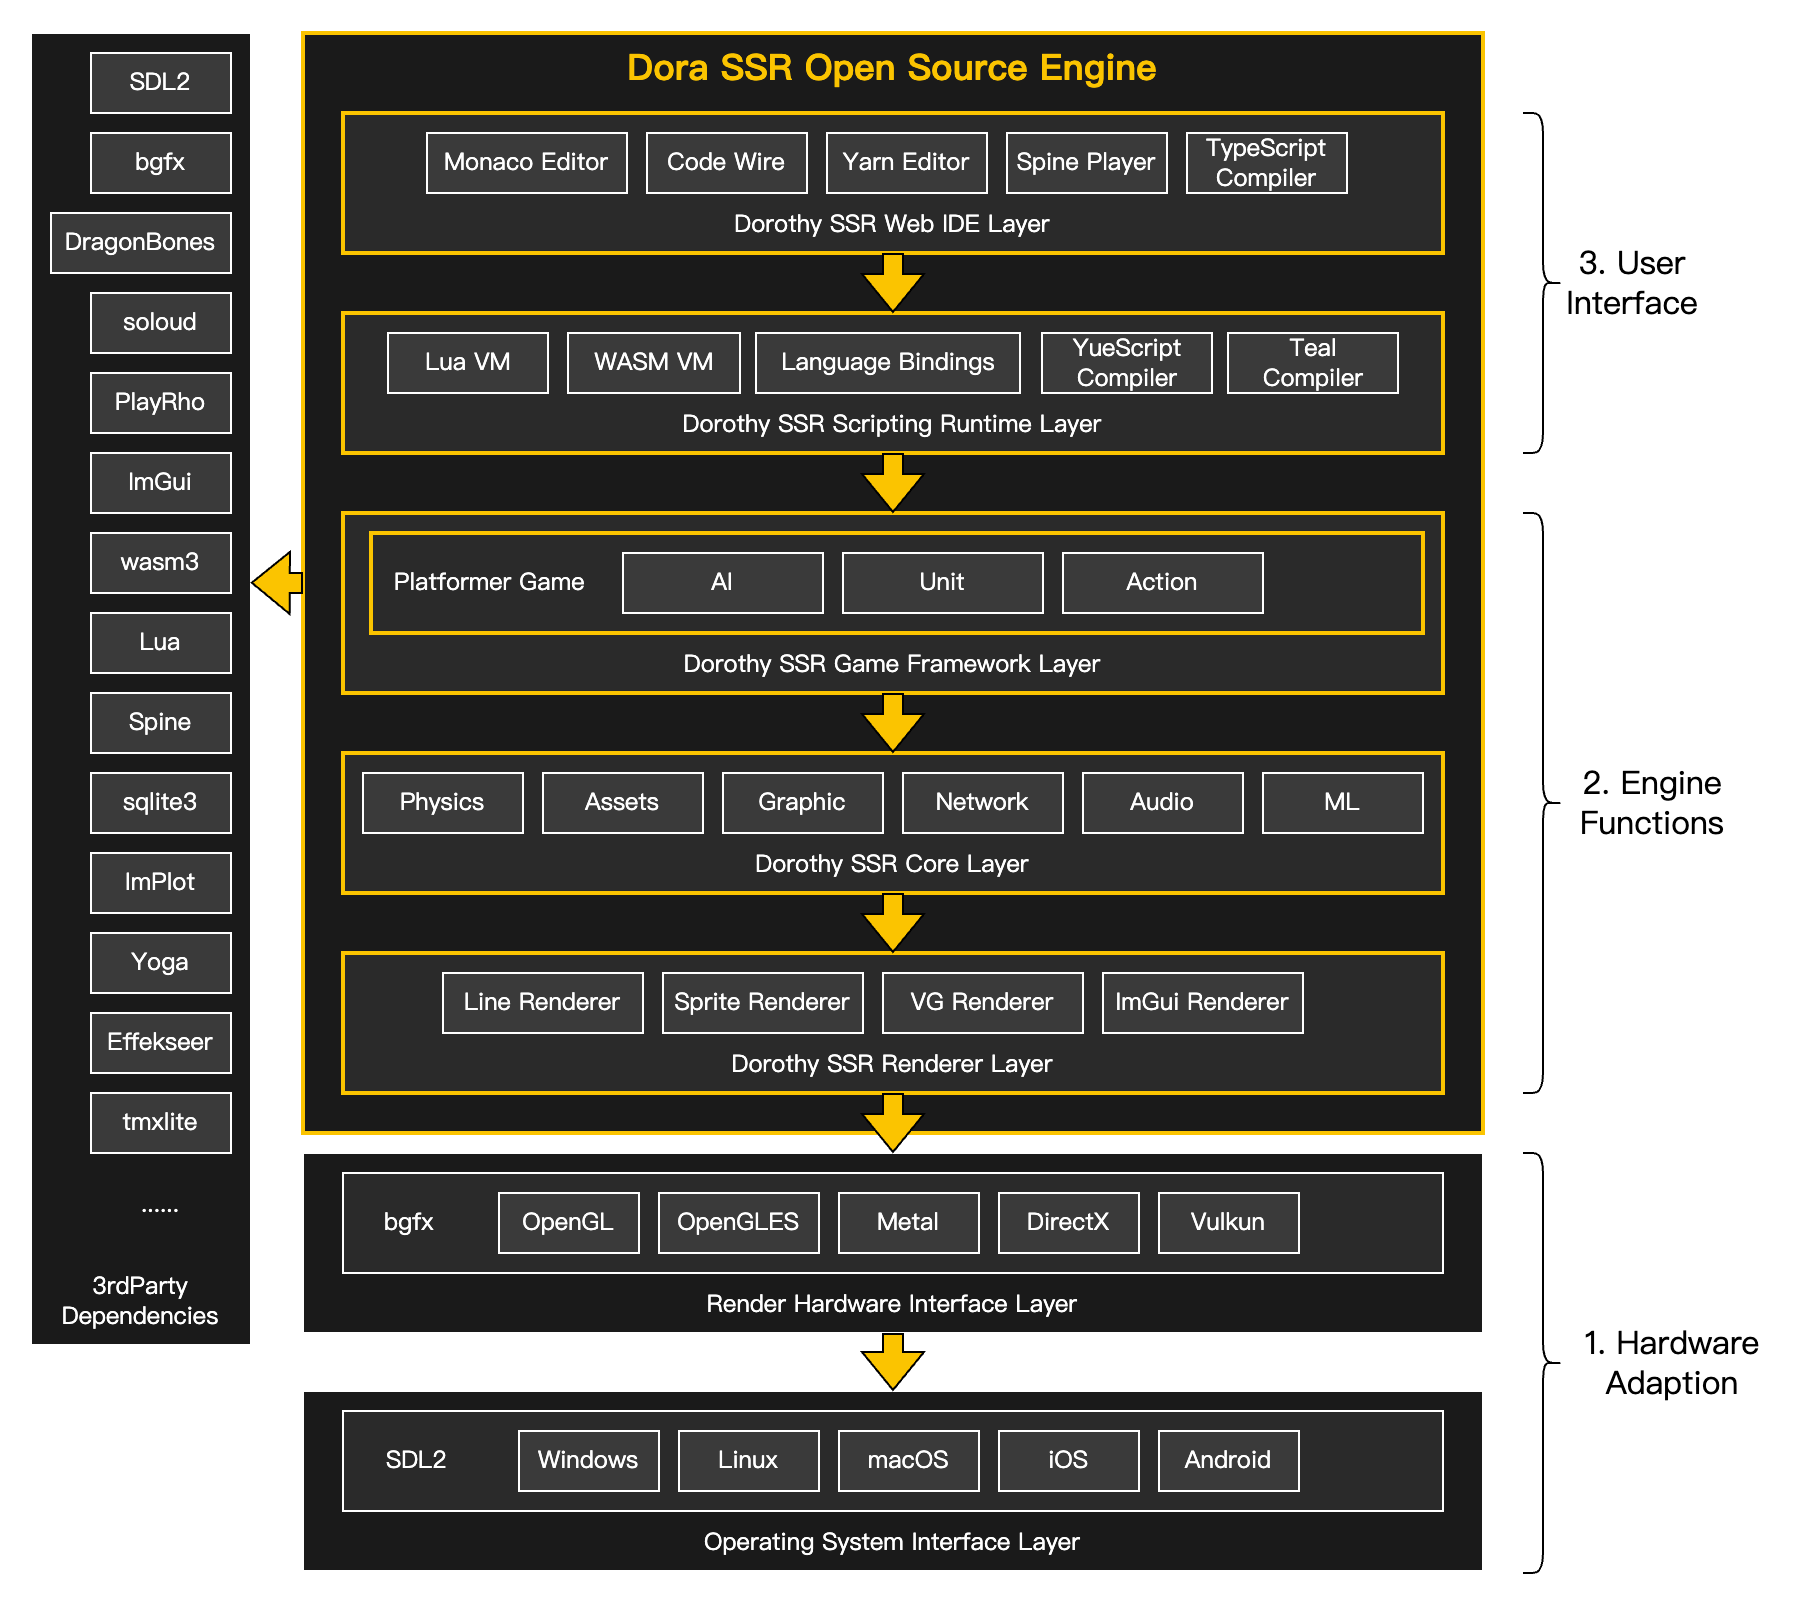 SDL2
bgfx
DragonBones
soloud
PlayRho
ImGui
wasm3
Lua
Spine
sqlite3
ImPlot
Yoga
Effekseer
tmxlite
......
3rdParty
Dependencies
Dora SSR Open Source Engine
Monaco Editor
Code Wire
Yarn Editor
Spine Player
TypeScript
Compiler
Dorothy SSR Web IDE Layer
Lua VM
WASM VM
Language Bindings
YueScript
Compiler
Teal
Compiler
Dorothy SSR Scripting Runtime Layer
Platformer Game
AI
Unit
Action
Dorothy SSR Game Framework Layer
Physics
Assets
Graphic
Network
Audio
ML
Dorothy SSR Core Layer
Line Renderer
Sprite Renderer
VG Renderer
ImGui Renderer
Dorothy SSR Renderer Layer
bgfx
OpenGL
OpenGLES
Metal
DirectX
Vulkun
Render Hardware Interface Layer
SDL2
Windows
Linux
macOS
iOS
Android
Operating System Interface Layer
3. User
Interface
2. Engine
Functions
1. Hardware
Adaption